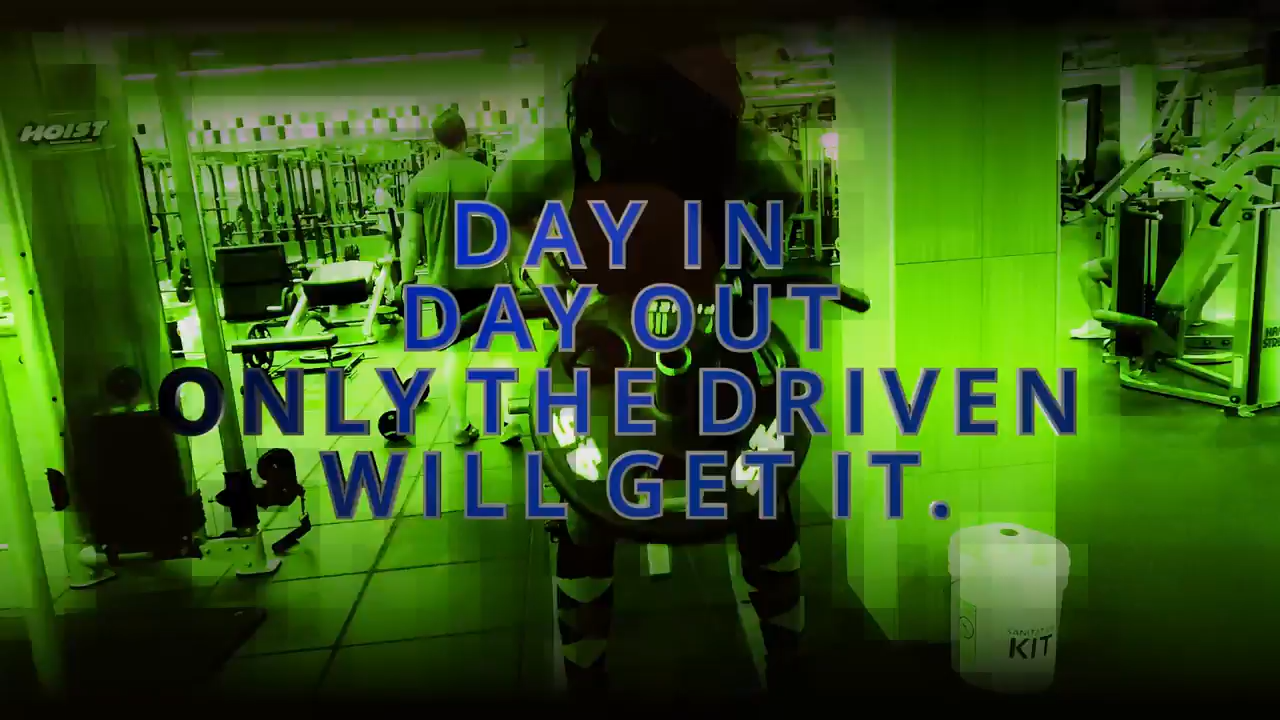 HOIST
DAY IN
DAY OUT
ONLY THE DRIVEN
WILL GET IT.
KIT